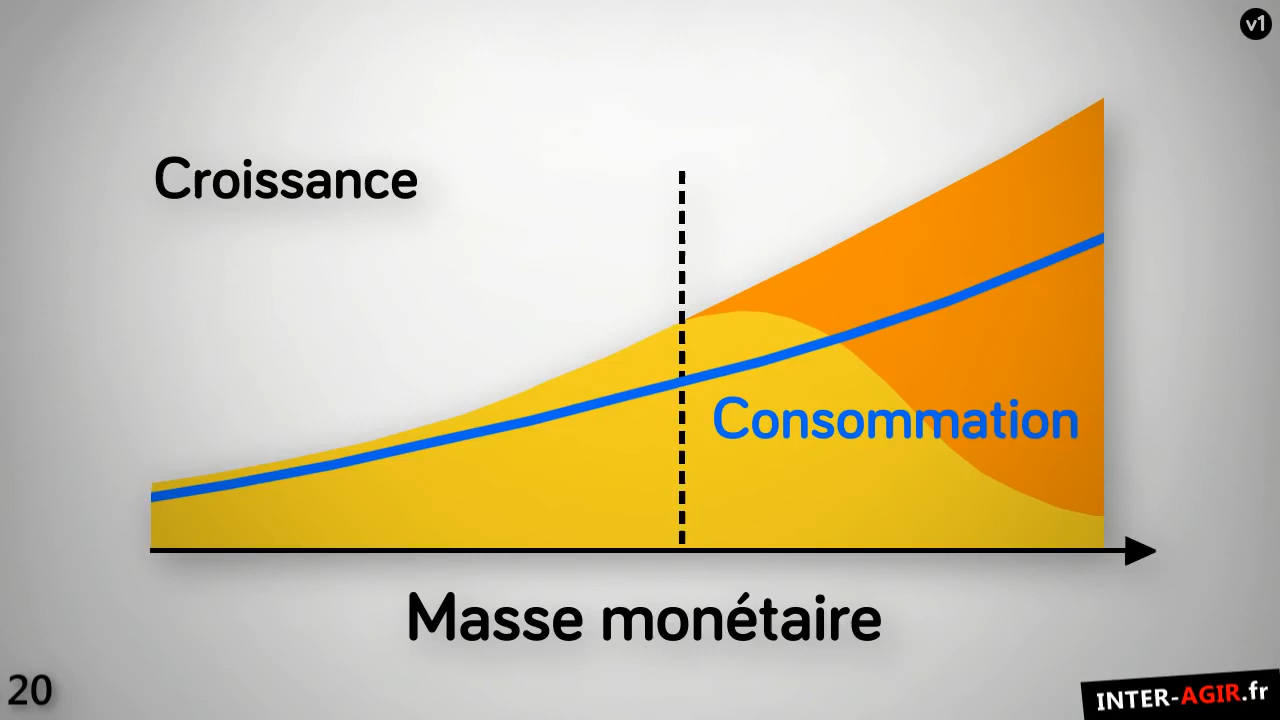 v1
Croissance
Consommation
Masse monétaire
20
INTER-AGIR.fr